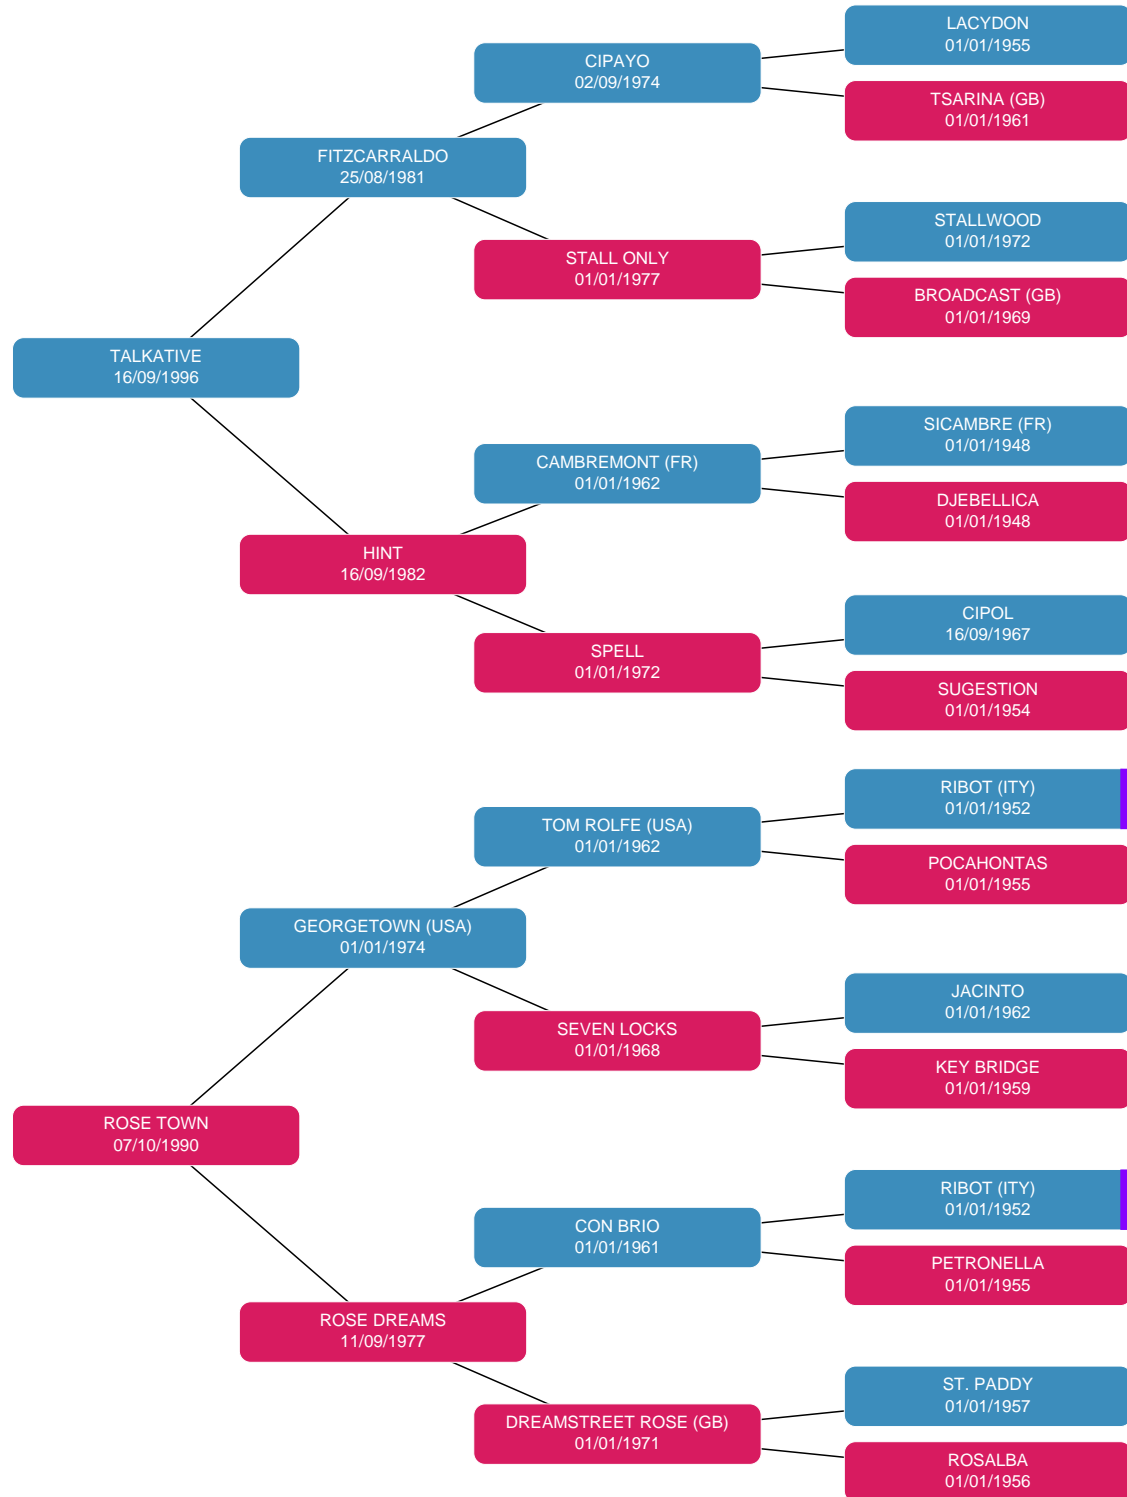 LACYDON
01/01/1955
CIPAYO
02/09/1974
TSARINA (GB)
01/01/1961
FITZCARRALDO
25/08/1981
STALLWOOD
01/01/1972
STALL ONLY
01/01/1977
BROADCAST (GB)
01/01/1969
TALKATIVE
16/09/1996
SICAMBRE (FR)
01/01/1948
CAMBREMONT (FR)
01/01/1962
DJEBELLICA
01/01/1948
HINT
16/09/1982
CIPOL
16/09/1967
SPELL
01/01/1972
SUGESTION
01/01/1954
RIBOT (ITY)
01/01/1952
TOM ROLFE (USA)
01/01/1962
POCAHONTAS
01/01/1955
GEORGETOWN (USA)
01/01/1974
JACINTO
01/01/1962
SEVEN LOCKS
01/01/1968
KEY BRIDGE
01/01/1959
ROSE TOWN
07/10/1990
RIBOT (ITY)
01/01/1952
CON BRIO
01/01/1961
PETRONELLA
01/01/1955
ROSE DREAMS
11/09/1977
ST. PADDY
01/01/1957
DREAMSTREET ROSE (GB)
01/01/1971
ROSALBA
01/01/1956